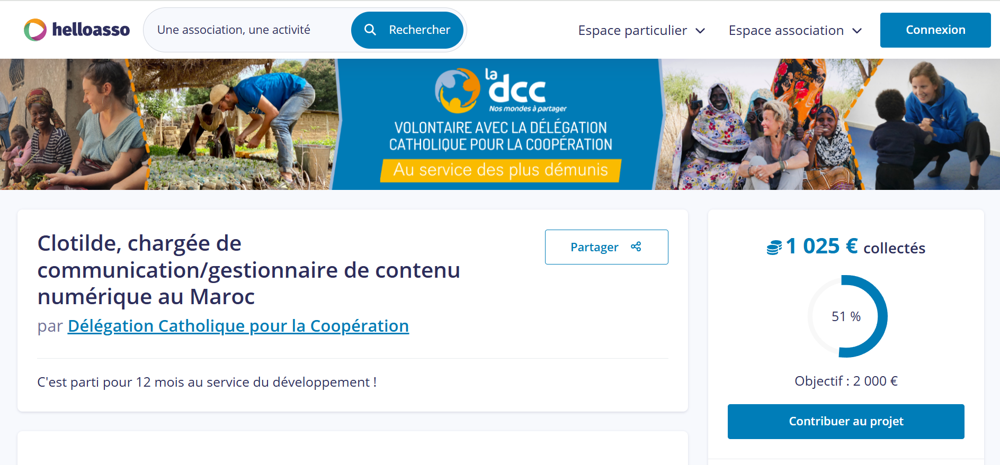 helloasso
Une association, une activité
Rechercher
Espace particulier
Espace association
Connexion
la
dcc
Nos mondes à partager
VOLONTAIRE AVEC LA DÉLÉGATION
CATHOLIQUE POUR LA COOPÉRATION
Au service des plus démunis
Clotilde, chargée de
communication/gestionnaire de contenu
numérique au Maroc
par Délégation Catholique pour la Coopération
Partager
C'est parti pour 12 mois au service du développement !
1 025 € collectés
51 %
Objectif : 2 000 €
Contribuer au projet